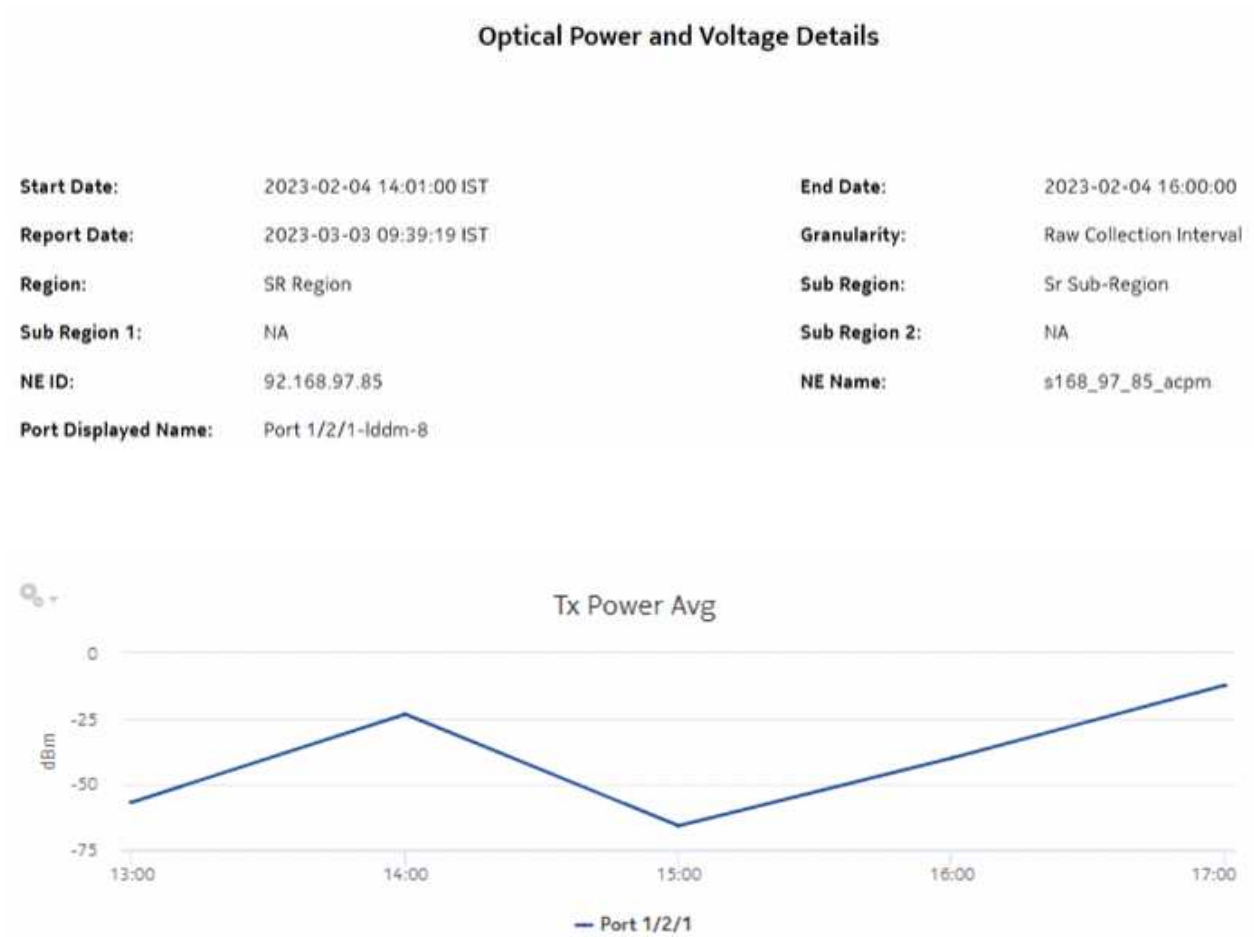 Optical Power and Voltage Details
Start Date: 2023-02-04 14:01:00 IST End Date: 2023-02-04 16:00:00
Report Date: 2023-03-03 09:39:19 IST Granularity: Raw Collection Interval
Region: SR Region Sub Region: Sr Sub-Region
Sub Region 1: NA Sub Region 2: NA
NE ID: 92.168.97.85 NE Name: s168_97_85_acpm
Port Displayed Name: Port 1/2/1-lddm-8
Tx Power Avg
0
-25
dBm
-50
-75
13:00 14:00 15:00 16:00 17:00
Port 1/2/1